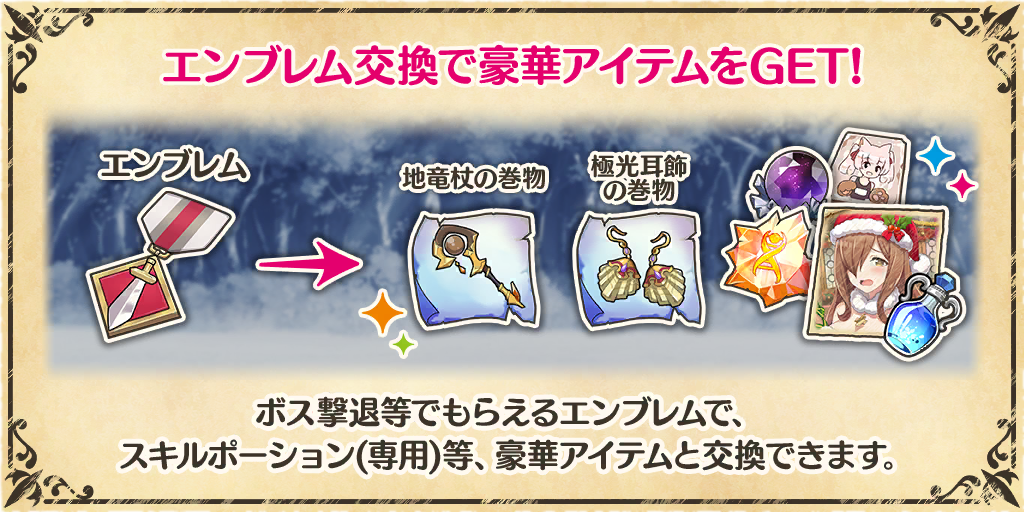 エンブレム交換で豪華アイテムをGET!
エンブレム
地竜杖の巻物
極光耳飾
の巻物
ボス撃退等でもらえるエンブレムで、
スキルポーション(専用)等、豪華アイテムと交換できます。